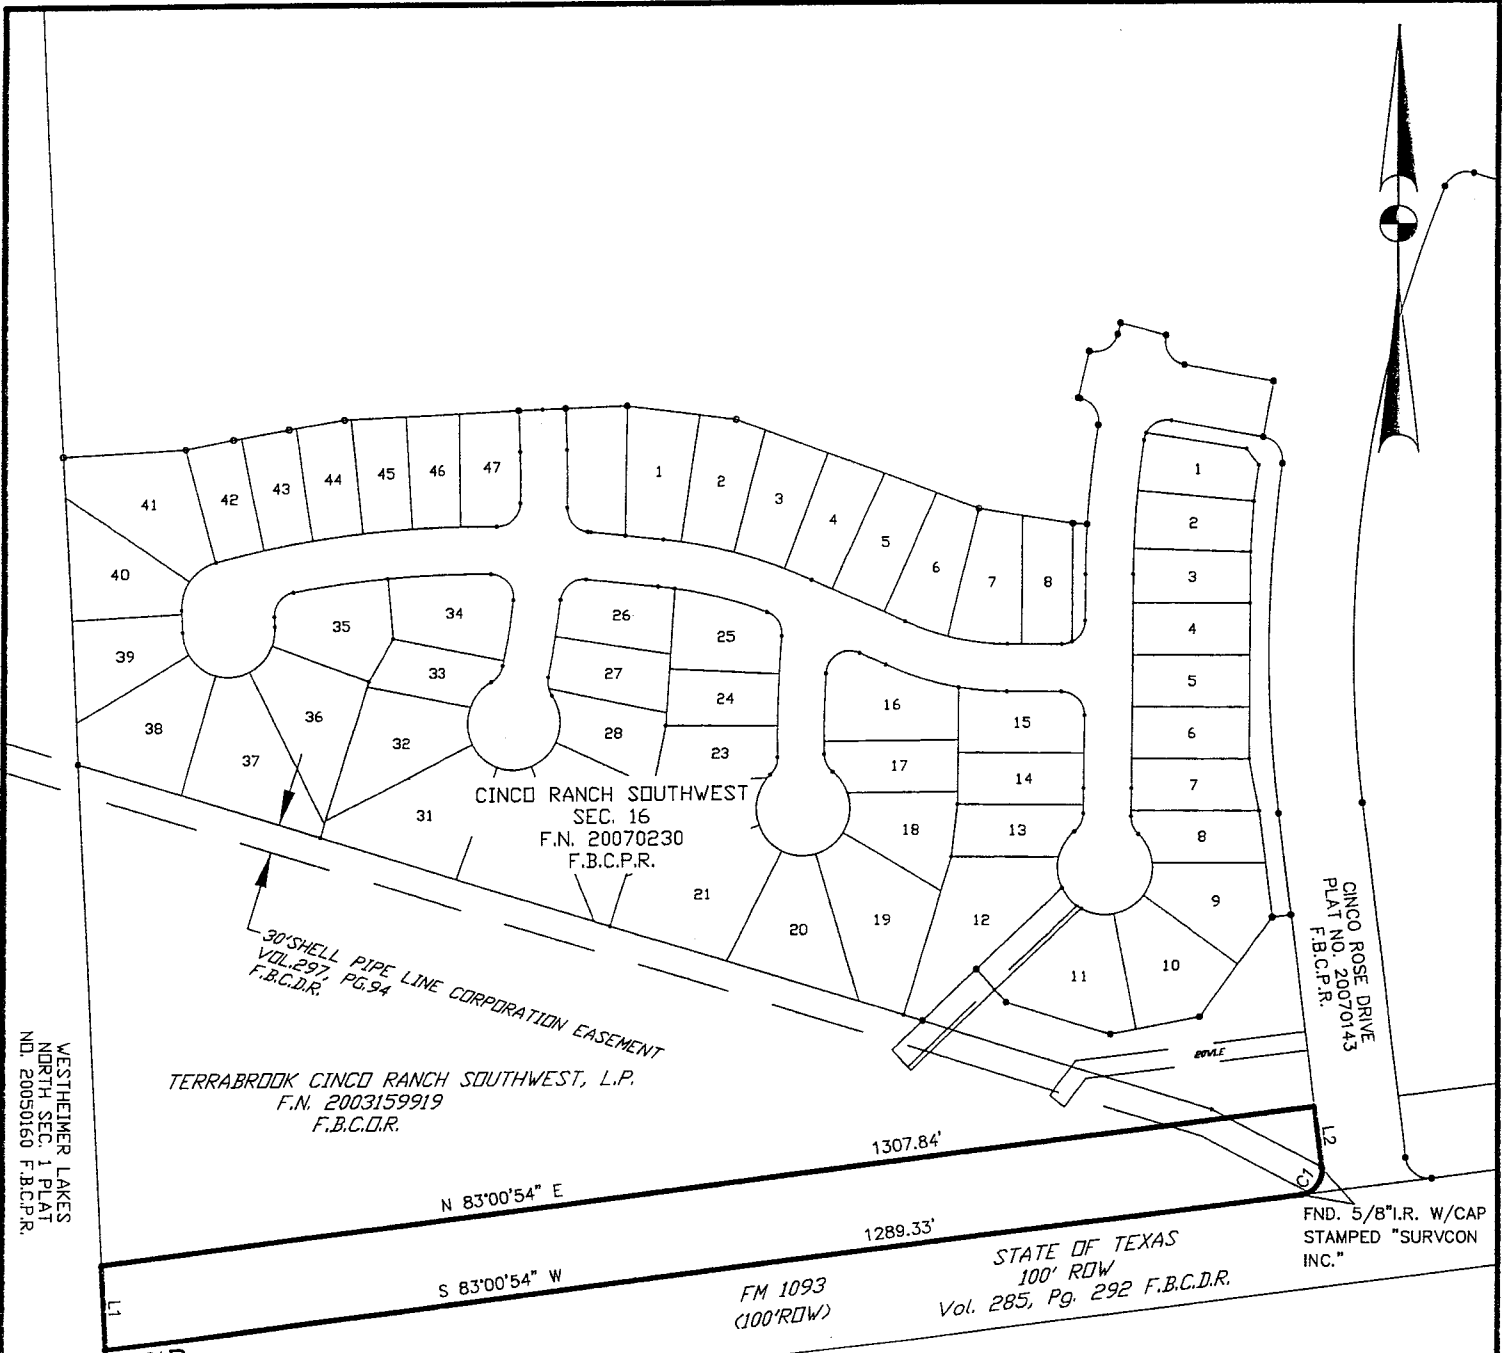 41
42
43
44
45
46
47
1
2
3
4
5
6
7
8
1
2
3
4
5
6
7
8
9
10
11
12
13
14
15
16
17
18
19
20
21
23
24
25
26
27
28
31
32
33
34
35
36
37
38
39
40
CINCO RANCH SOUTHWEST
SEC. 16
F.N. 20070230
F.B.C.P.R.
30'SHELL PIPE LINE CORPORATION EASEMENT
VOL.297, PG.94
F.B.C.D.R.
TERRABROOK CINCO RANCH SOUTHWEST, L.P.
F.N. 2003159919
F.B.C.O.R.
WESTHEIMER LAKES
NORTH SEC. 1 PLAT
NO. 20050160 F.B.C.P.R.
CINCO ROSE DRIVE
PLAT NO. 20070143
F.B.C.P.R.
1307.84'
N 83°00'54" E
1289.33'
S 83°00'54" W
L1
L2
C1
FND. 5/8"I.R. W/CAP
STAMPED "SURVCON
INC."
STATE OF TEXAS
100' ROW
Vol. 285, Pg. 292 F.B.C.D.R.
FM 1093
(100'ROW)